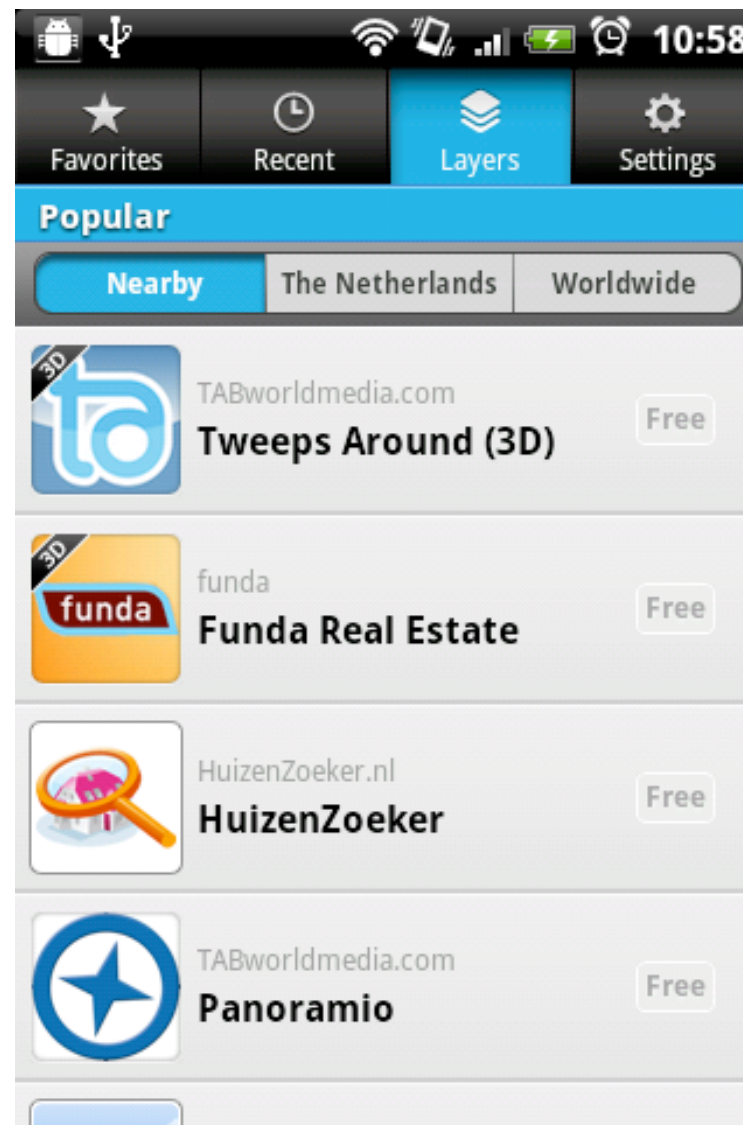 10:58
Favorites Recent Layers Settings
Popular
Nearby The Netherlands Worldwide
3D
ta
TABworldmedia.com
Tweeps Around (3D)
Free
3D
funda
funda
Funda Real Estate
Free
HuizenZoeker.nl
HuizenZoeker
Free
TABworldmedia.com
Panoramio
Free